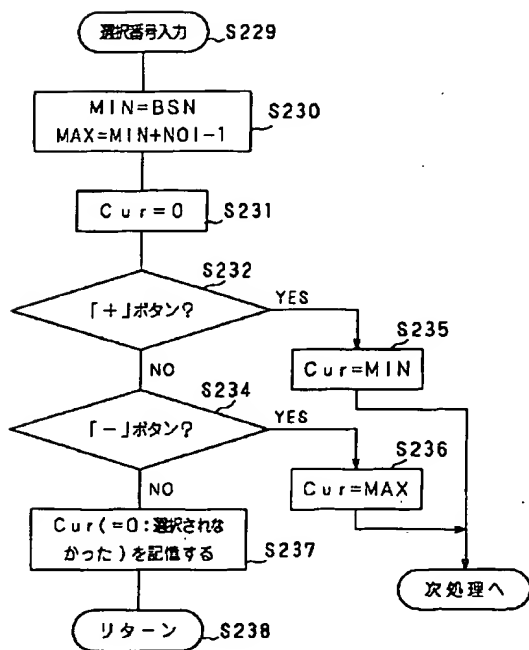 選択番号入力 S229
MIN=BSN
MAX=MIN+NOI-1
S230
Cur=0 S231
S232
「+」ボタン? YES
NO
S235
Cur=MIN
S234
「-」ボタン? YES
NO
S236
Cur=MAX
Cur(=0:選択されな
かった)を記憶する
S237
次処理へ
リターン S238